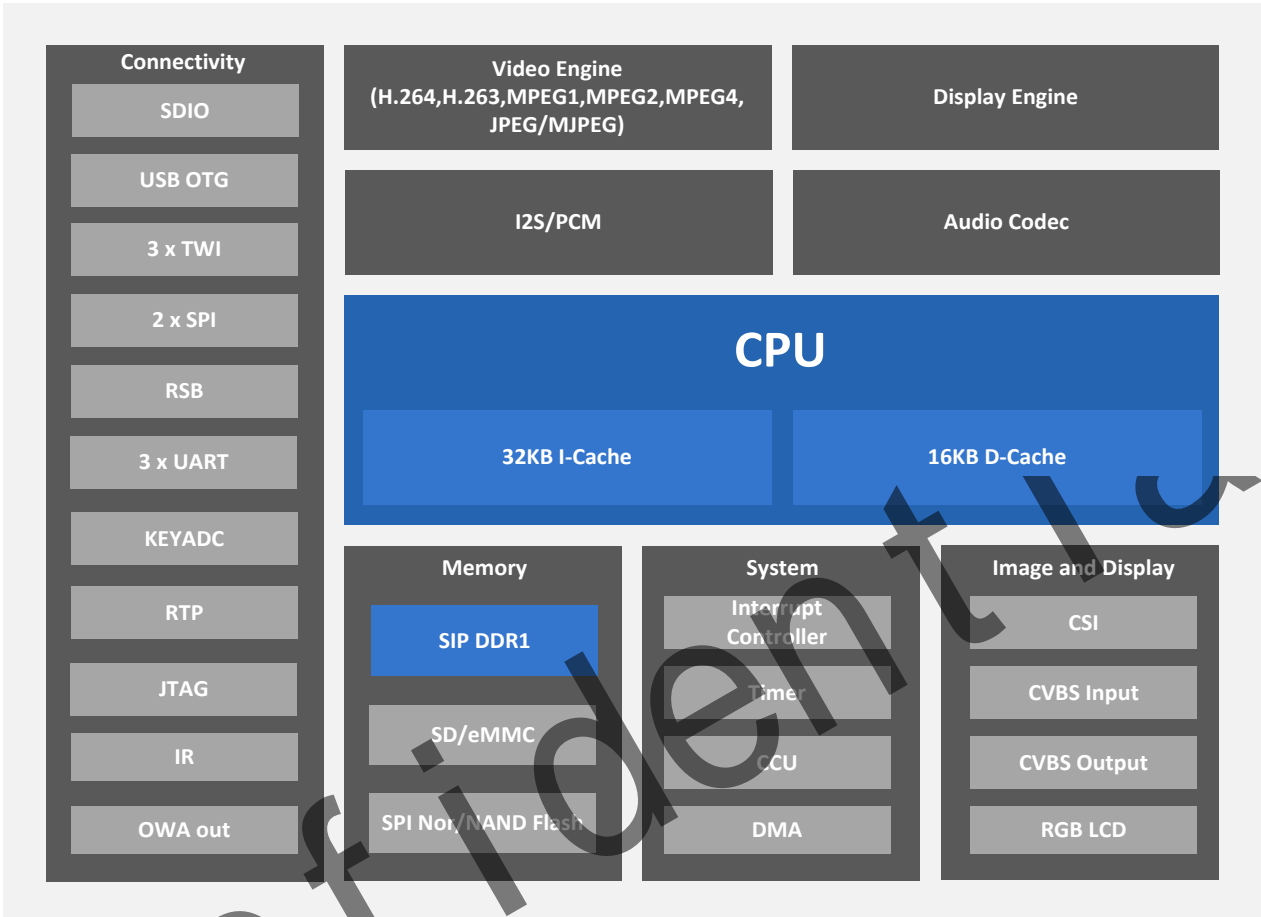 Connectivity
SDIO
USB OTG
3 x TWI
2 x SPI
RSB
3 x UART
KEYADC
RTP
JTAG
IR
OWA out
Video Engine
(H.264,H.263,MPEG1,MPEG2,MPEG4,
JPEG/MJPEG)
Display Engine
I2S/PCM
Audio Codec
CPU
32KB I-Cache
16KB D-Cache
Memory
SIP DDR1
SD/eMMC
SPI Nor/NAND Flash
System
Interrupt
Controller
Timer
CCU
DMA
Image and Display
CSI
CVBS Input
CVBS Output
RGB LCD